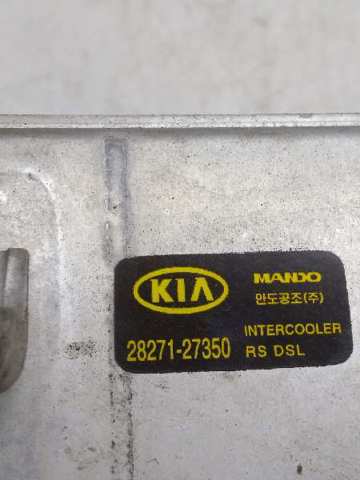 KIA
MANDO
만도공조(주)
28271-27350
INTERCOOLER
RS DSL